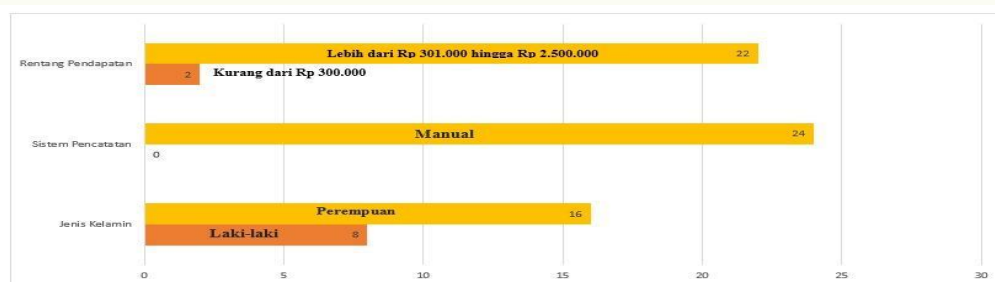 Lebih dari Rp 301.000 hingga Rp 2.500.000 22
Rentang Pendapatan
2 Kurang dari Rp 300.000
Manual 24
Sistem Pencatatan
0
Perempuan 16
Jenis Kelamin
Laki-laki 8
0 5 10 15 20 25 30